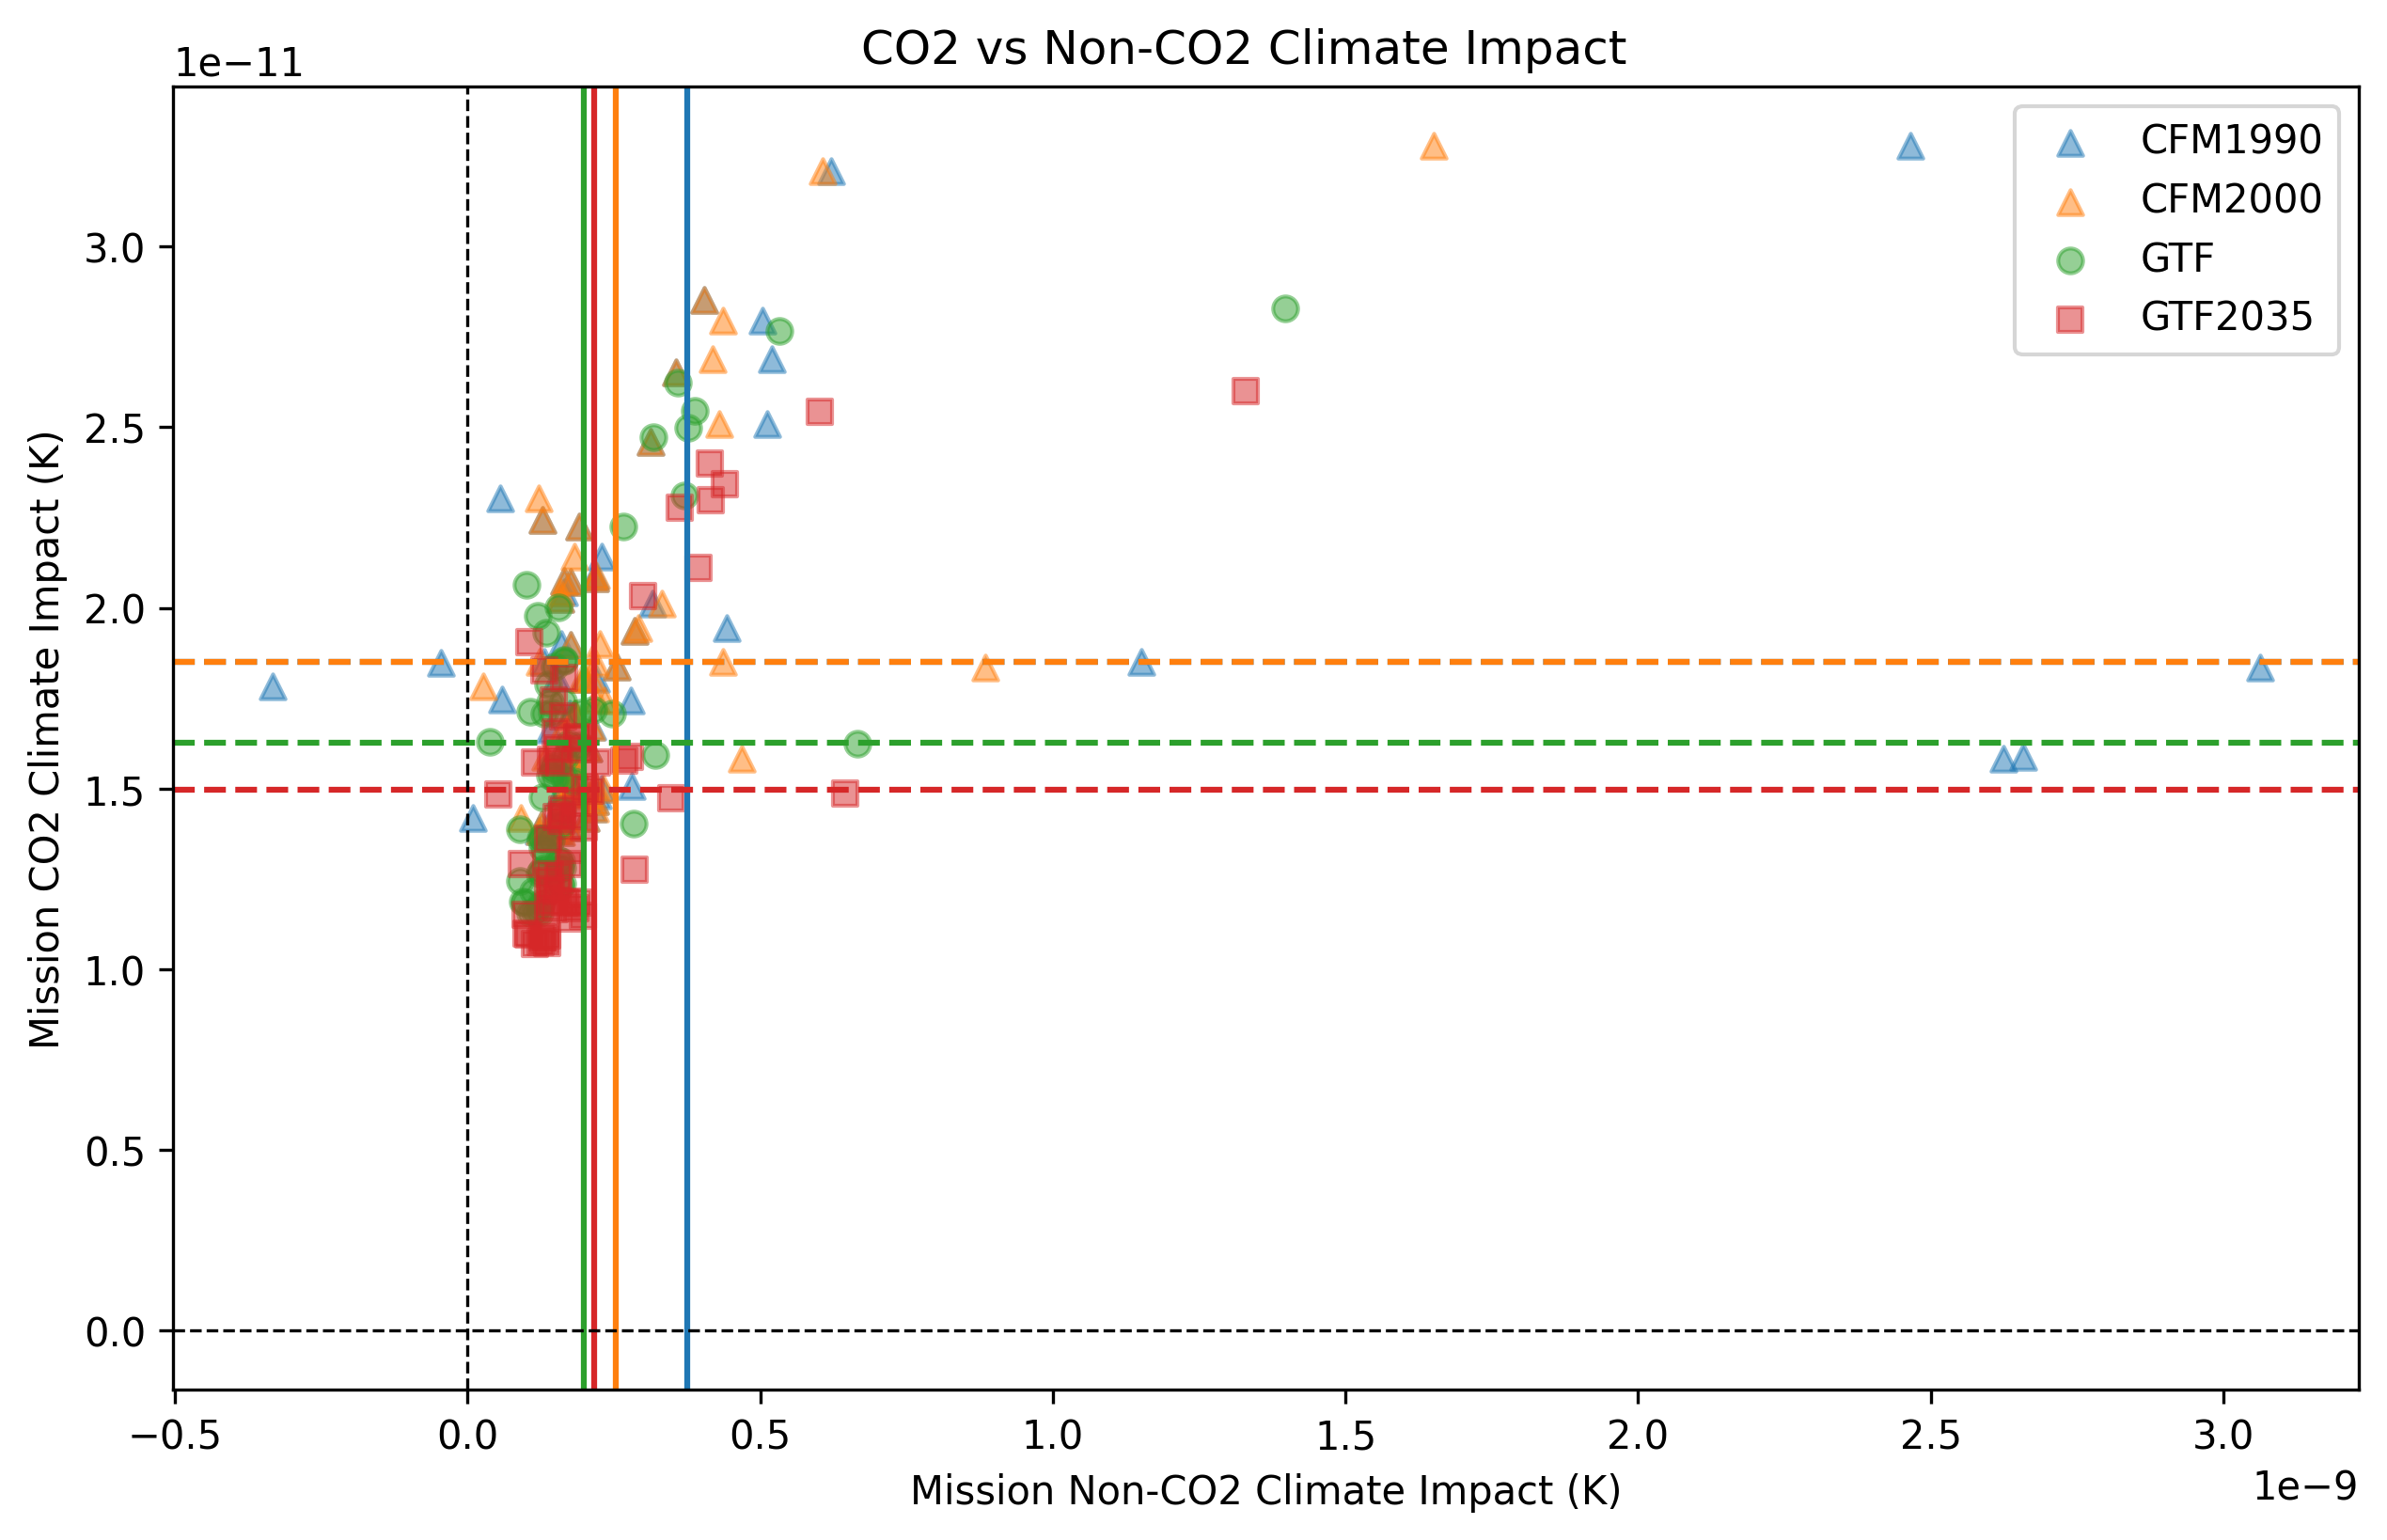 CO2 vs Non-CO2 Climate Impact
1e−11
CFM1990
CFM2000
GTF
GTF2035
3.0
2.5
2.0
1.5
1.0
0.5
0.0
Mission CO2 Climate Impact (K)
−0.5 0.0 0.5 1.0 1.5 2.0 2.5 3.0
Mission Non-CO2 Climate Impact (K)
1e−9